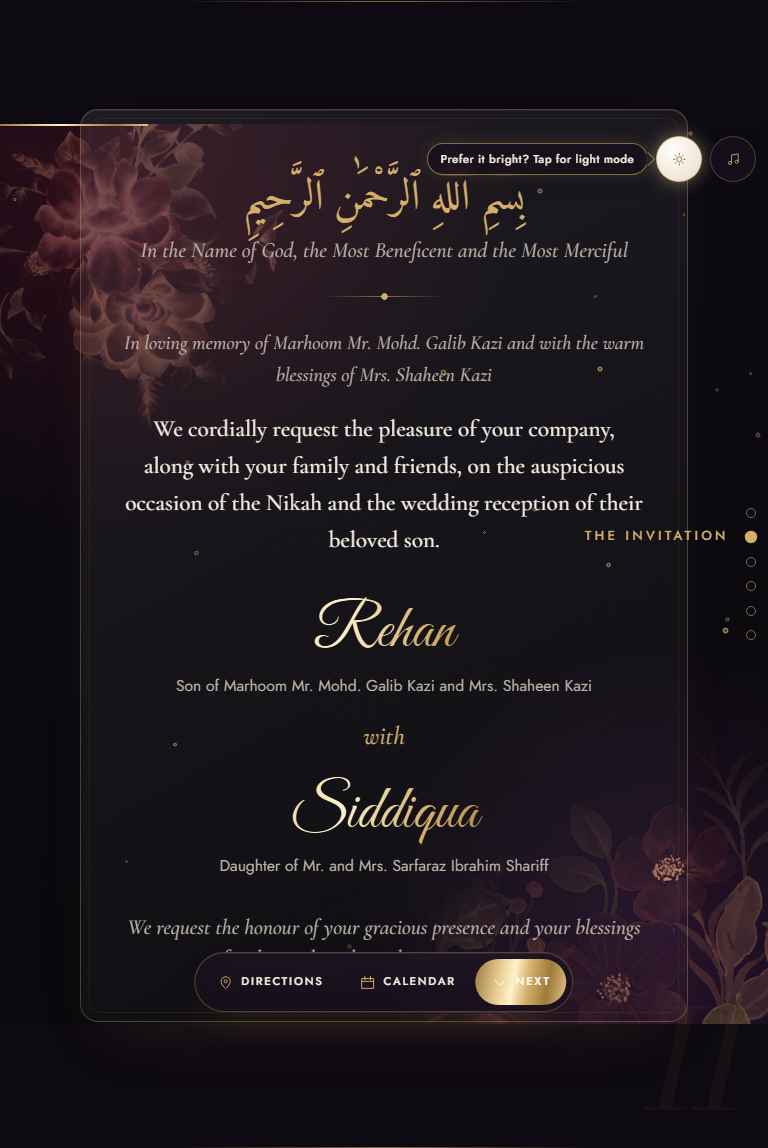 Prefer it bright? Tap for light mode
بِسِمِ اللهِ ٱلرَّحْمَٰنِ ٱلرَّحِيمِ
In the Name of God, the Most Beneficent and the Most Merciful
In loving memory of Marhoom Mr. Mohd. Galib Kazi and with the warm
blessings of Mrs. Shaheen Kazi
We cordially request the pleasure of your company,
along with your family and friends, on the auspicious
occasion of the Nikah and the wedding reception of their
beloved son.
THE INVITATION
Rehan
Son of Marhoom Mr. Mohd. Galib Kazi and Mrs. Shaheen Kazi
with
Siddiqua
Daughter of Mr. and Mrs. Sarfaraz Ibrahim Shariff
We request the honour of your gracious presence and your blessings
DIRECTIONS
CALENDAR
NEXT
II